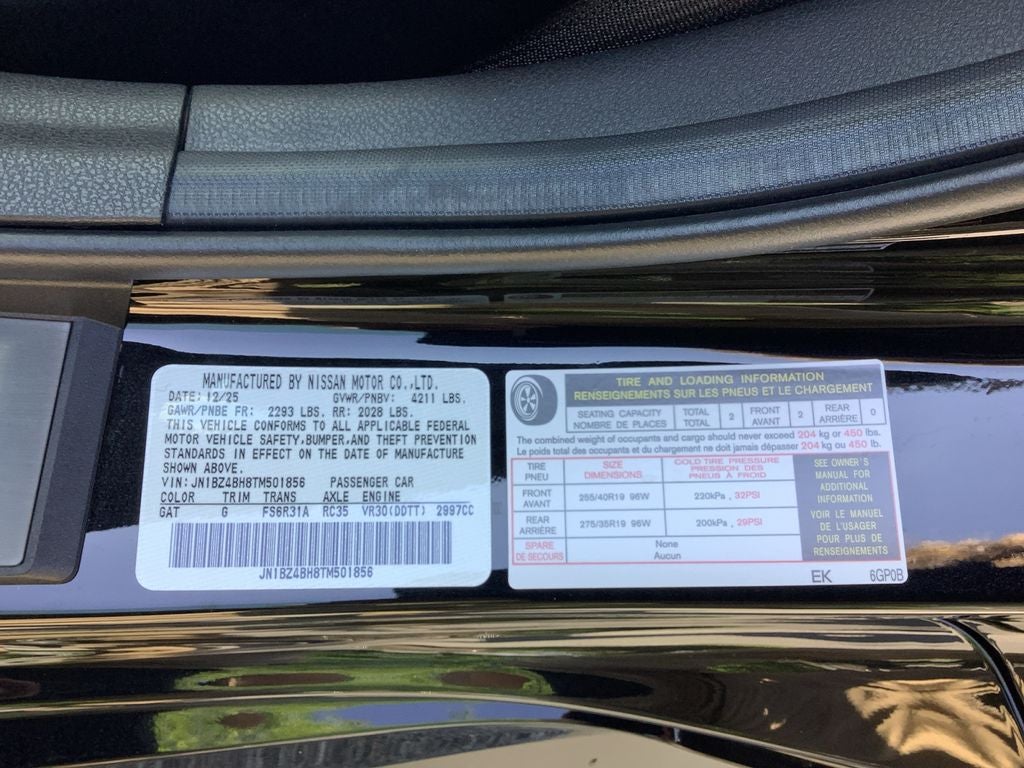 MANUFACTURED BY NISSAN MOTOR CO.,LTD.
DATE: 12/25 GVWR/PNBV: 4211 LBS.
GAWR/PNBE FR: 2293 LBS. RR: 2028 LBS.
THIS VEHICLE CONFORMS TO ALL APPLICABLE FEDERAL
MOTOR VEHICLE SAFETY,BUMPER,AND THEFT PREVENTION
STANDARDS IN EFFECT ON THE DATE OF MANUFACTURE
SHOWN ABOVE.
VIN: JN1BZ4BH8TM501856 PASSENGER CAR
COLOR TRIM TRANS AXLE ENGINE
GAT G FS6R31A RC35 VR30(DDTT) 2997CC
JN1BZ4BH8TM501856
TIRE AND LOADING INFORMATION
RENSEIGNEMENTS SUR LES PNEUS ET LE CHARGEMENT
SEATING CAPACITY TOTAL 2 FRONT 2 REAR 0
NOMBRE DE PLACES TOTAL AVANT ARRIÈRE
The combined weight of occupants and cargo should never exceed 204 kg or 450 lbs.
Le poids total des occupants et du chargement ne doit jamais dépasser 204 kg ou 450 lb.
TIRE SIZE COLD TIRE PRESSURE
PNEU DIMENSIONS PRESSION DES PNEUS À FROID
FRONT AVANT 255/40R19 96W 220kPa , 32PSI
REAR ARRIÈRE 275/35R19 96W 200kPa , 29PSI
SPARE None
DE SECOURS Aucun
SEE OWNER'S
MANUAL FOR
ADDITIONAL
INFORMATION
VOIR LE MANUEL
DE L'USAGER
POUR PLUS DE
RENSEIGNEMENTS
EK 6GP0B